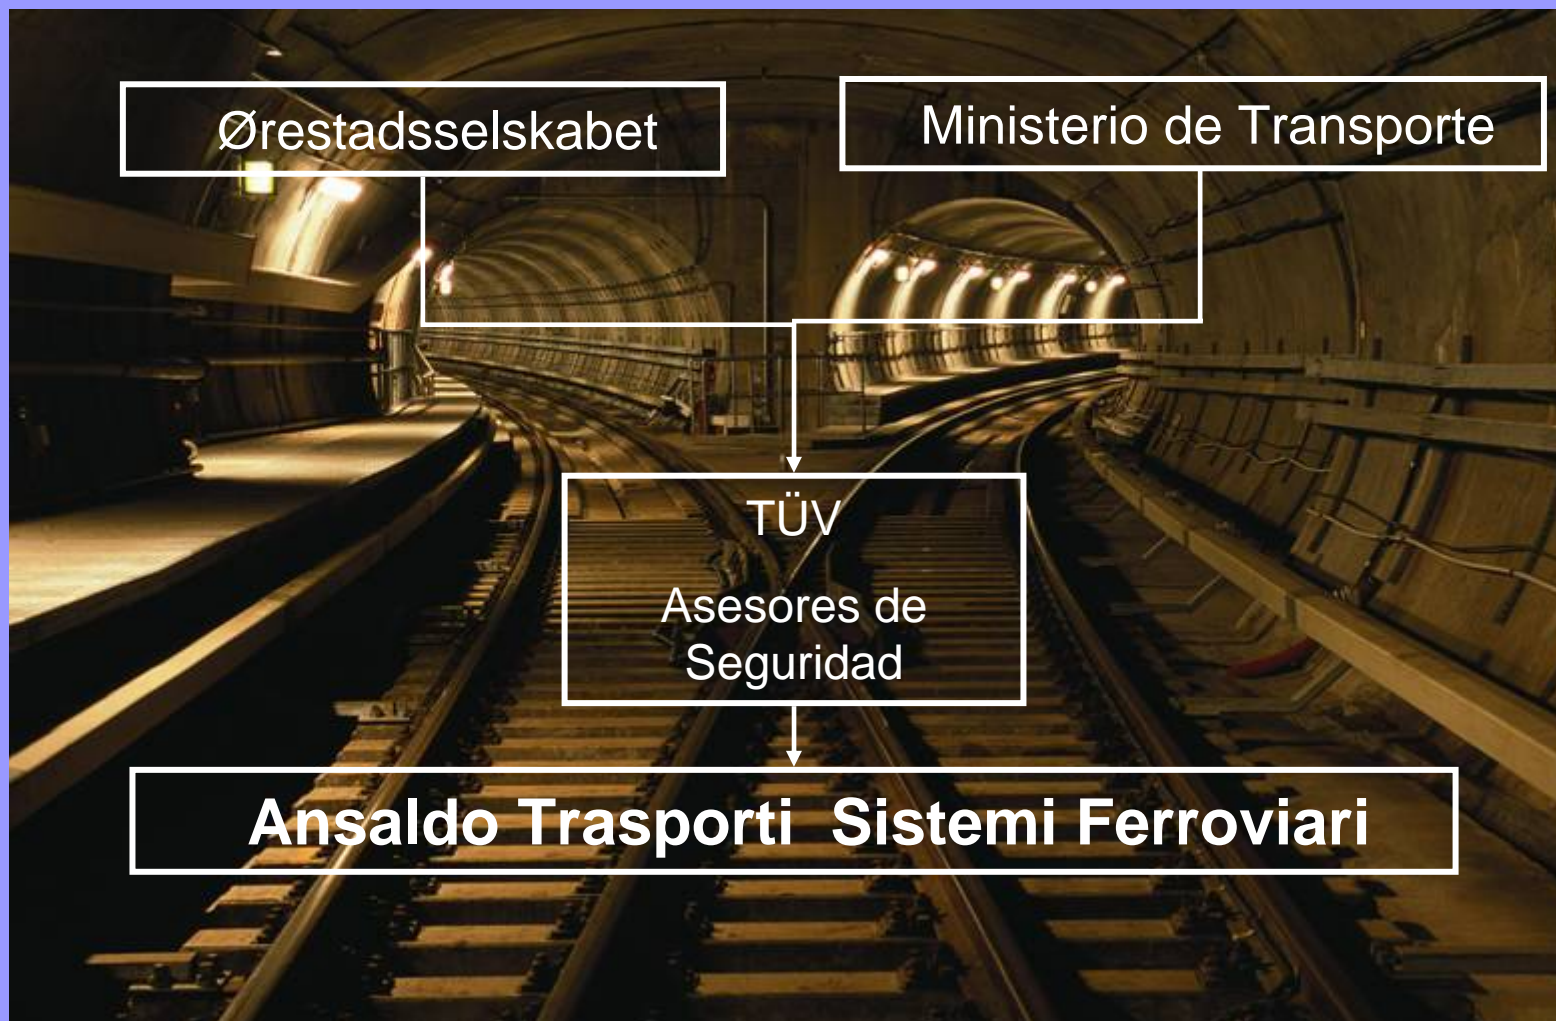 Ørestadsselskabet
Ministerio de Transporte
TÜV
Asesores de
Seguridad
Ansaldo Trasporti Sistemi Ferroviari